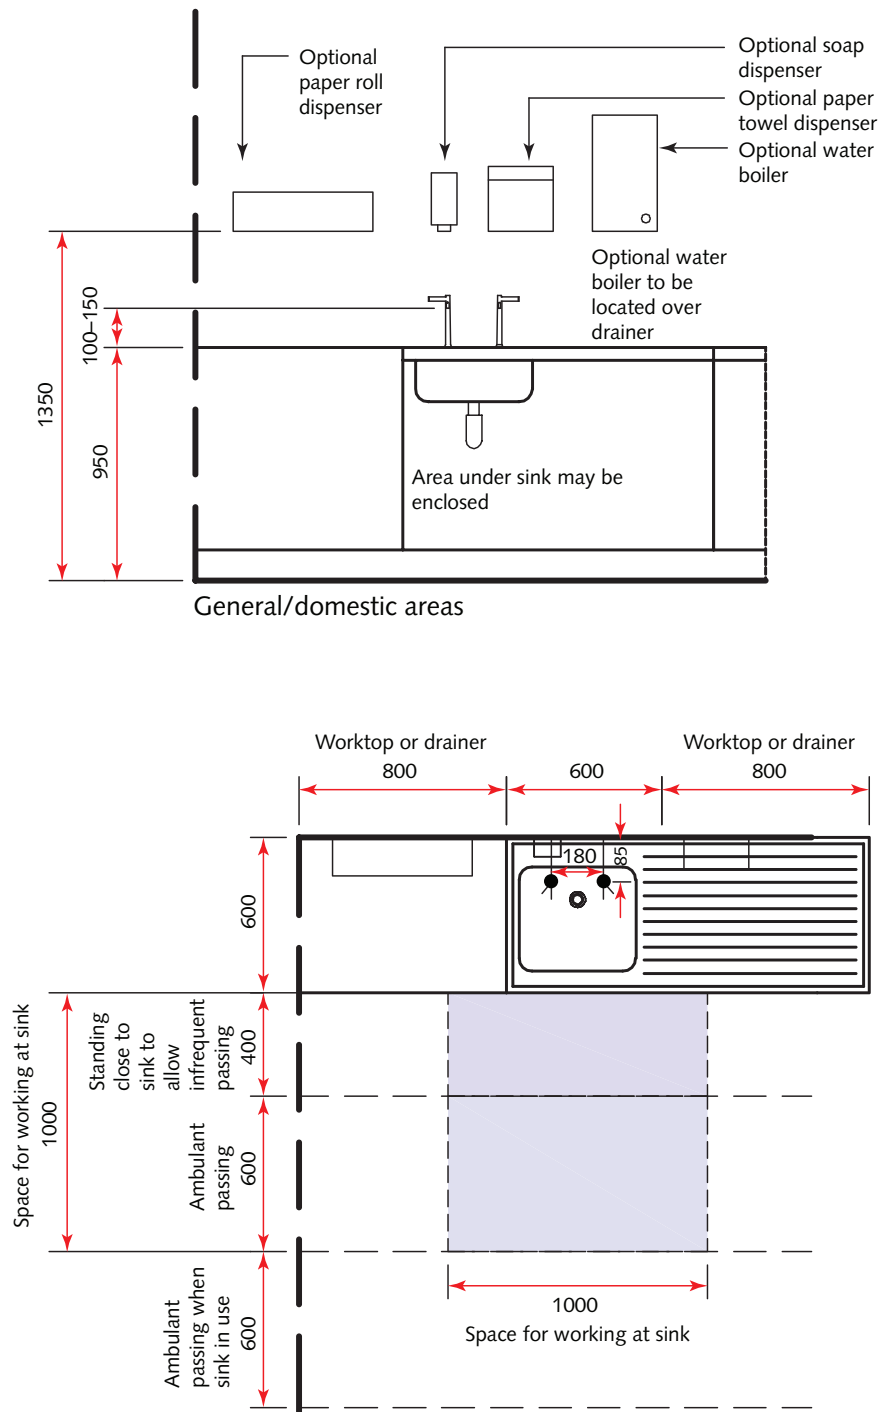 Optional
paper roll
dispenser
Optional soap
dispenser
Optional paper
towel dispenser
Optional water
boiler
Optional water
boiler to be
located over
drainer
100–150
1350
950
Area under sink may be
enclosed
General/domestic areas
Worktop or drainer
800
600
Worktop or drainer
800
180
85
600
Space for working at sink
1000
Standing
close to
sink to
allow
infrequent
passing
400
Ambulant
passing
600
Ambulant
passing when
sink in use
600
1000
Space for working at sink